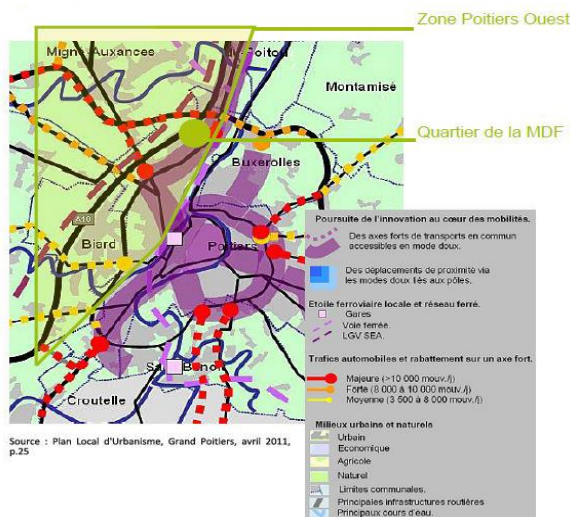 Zone Poitiers Ouest
Migné-Auxances
Poitou
Montamisé
Quartier de la MDF
Buxerolles
A10
Biard
Poitiers
Croutelle
Poursuite de l'innovation au cœur des mobilités.
Des axes forts de transports en commun
accessibles en mode doux.
Des déplacements de proximité via
les modes doux liés aux pôles.
Etoile ferroviaire locale et réseau ferré.
Gares
Voie ferrée.
LGV SEA.
Trafics automobiles et rabattement sur un axe fort.
Majeure (>10 000 mouv./j)
Forte (8 000 à 10 000 mouv./j)
Moyenne (3 500 à 8 000 mouv./j)
Milieux urbains et naturels
Urbain
Economique
Agricole
Naturel
Limites communales.
Principales infrastructures routières
Principaux cours d'eau.
Source : Plan Local d'Urbanisme, Grand Poitiers, avril 2011,
p.25